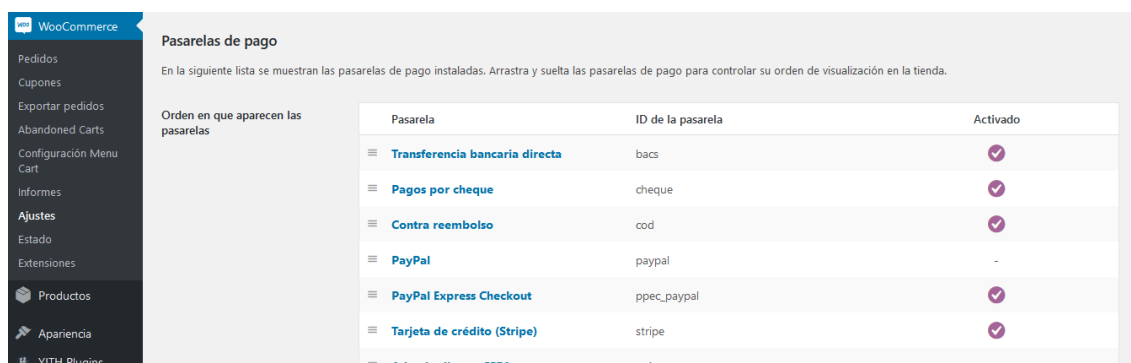 WooCommerce
Pedidos
Cupones
Exportar pedidos
Abandoned Carts
Configuración Menu
Cart
Informes
Ajustes
Estado
Extensiones
Productos
Apariencia
YITH Plugins
Pasarelas de pago
En la siguiente lista se muestran las pasarelas de pago instaladas. Arrastra y suelta las pasarelas de pago para controlar su orden de visualización en la tienda.
Orden en que aparecen las
pasarelas
Pasarela ID de la pasarela Activado
Transferencia bancaria directa bacs
Pagos por cheque cheque
Contra reembolso cod
PayPal paypal -
PayPal Express Checkout ppec_paypal
Tarjeta de crédito (Stripe) stripe